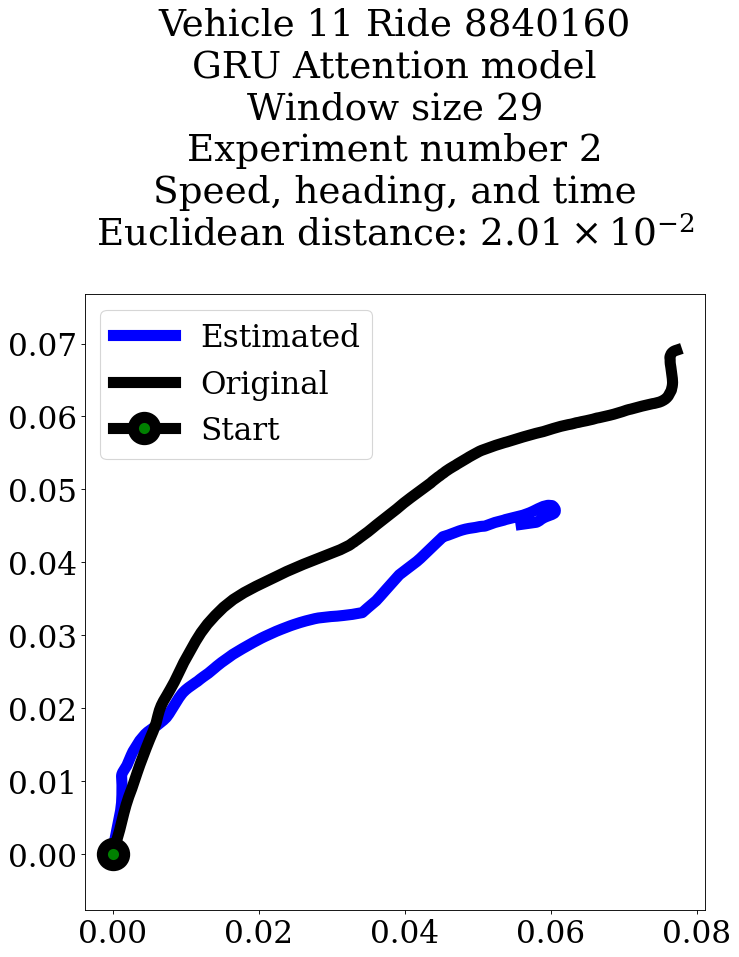 Vehicle 11 Ride 8840160
GRU Attention model
Window size 29
Experiment number 2
Speed, heading, and time
Euclidean distance: 2.01 × 10⁻²
Estimated
Original
Start
0.07
0.06
0.05
0.04
0.03
0.02
0.01
0.00
0.00 0.02 0.04 0.06 0.08